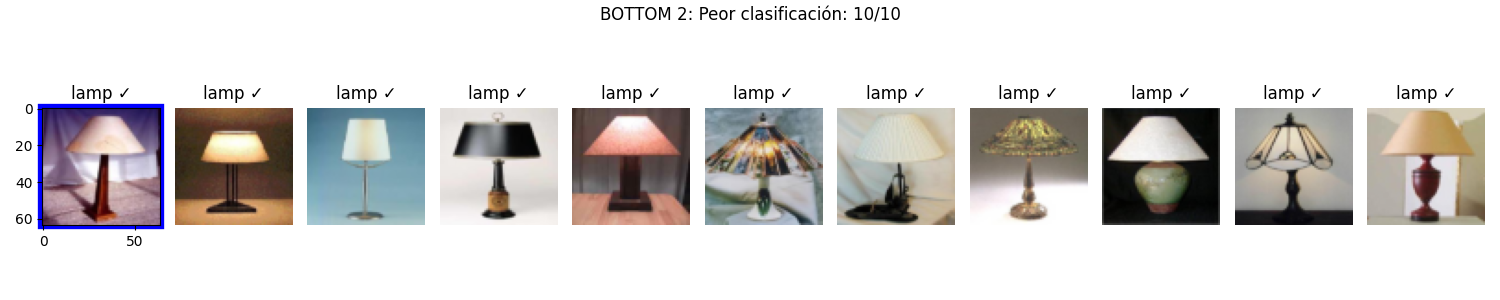 BOTTOM 2: Peor clasificación: 10/10
lamp ✓ lamp ✓ lamp ✓ lamp ✓ lamp ✓ lamp ✓ lamp ✓ lamp ✓ lamp ✓ lamp ✓ lamp ✓
0
20
40
60
0 50